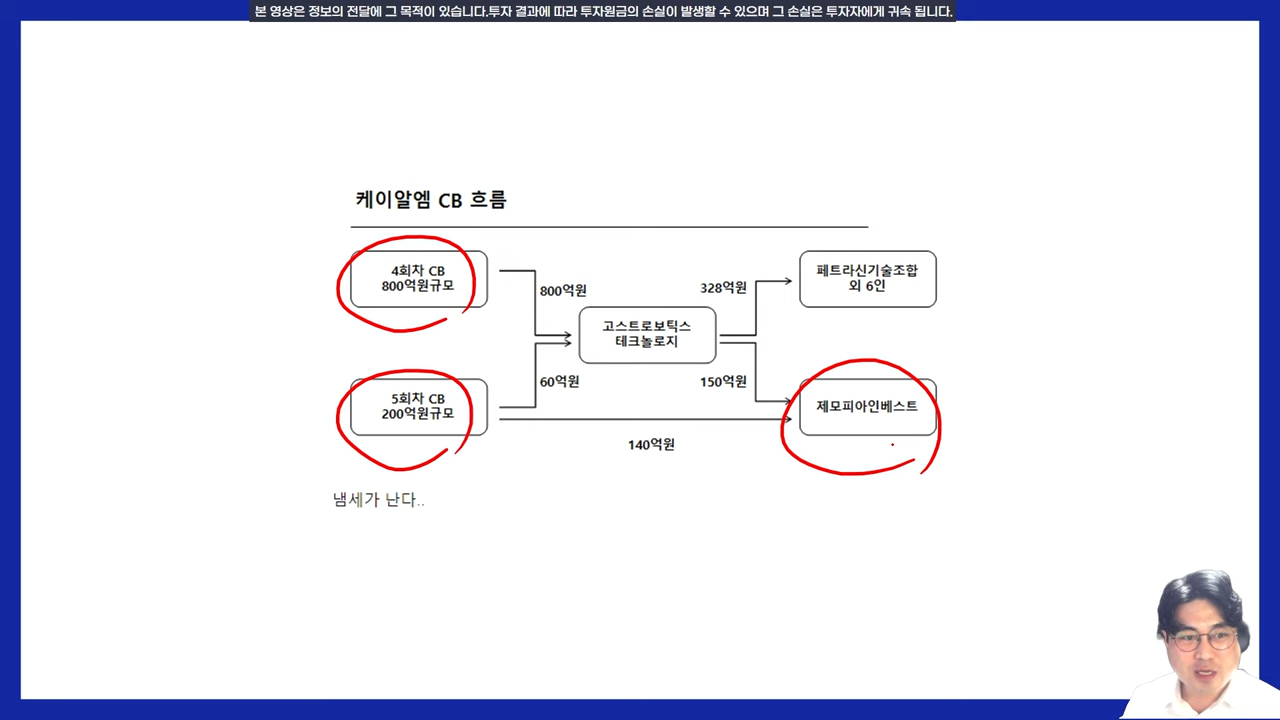 본 영상은 정보의 전달에 그 목적이 있습니다.투자 결과에 따라 투자원금의 손실이 발생할 수 있으며 그 손실은 투자자에게 귀속 됩니다.
케이알엠 CB 흐름
4회차 CB
800억원규모
800억원
328억원
페트라신기술조합
외 6인
고스트로보틱스
테크놀로지
5회차 CB
200억원규모
60억원
150억원
제모피아인베스트
140억원
냄세가 난다..